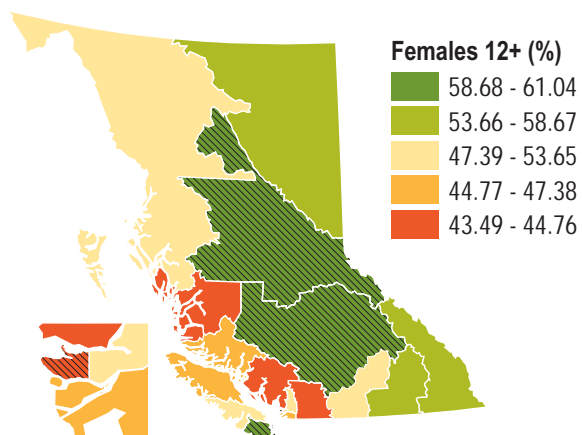 Females 12+ (%)
58.68 - 61.04
53.66 - 58.67
47.39 - 53.65
44.77 - 47.38
43.49 - 44.76